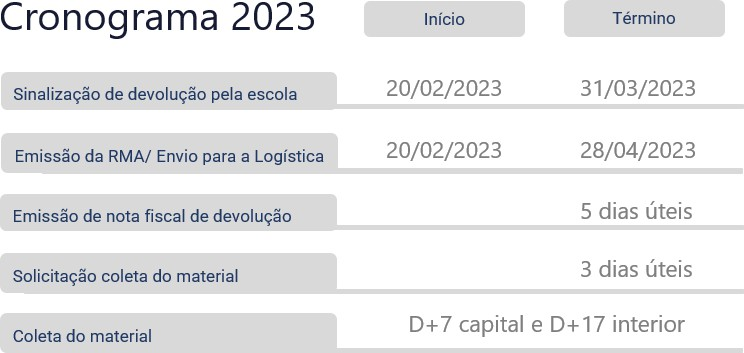 Cronograma 2023 Início Término
Sinalização de devolução pela escola 20/02/2023 31/03/2023
Emissão da RMA/ Envio para a Logística 20/02/2023 28/04/2023
Emissão de nota fiscal de devolução 5 dias úteis
Solicitação coleta do material 3 dias úteis
Coleta do material D+7 capital e D+17 interior